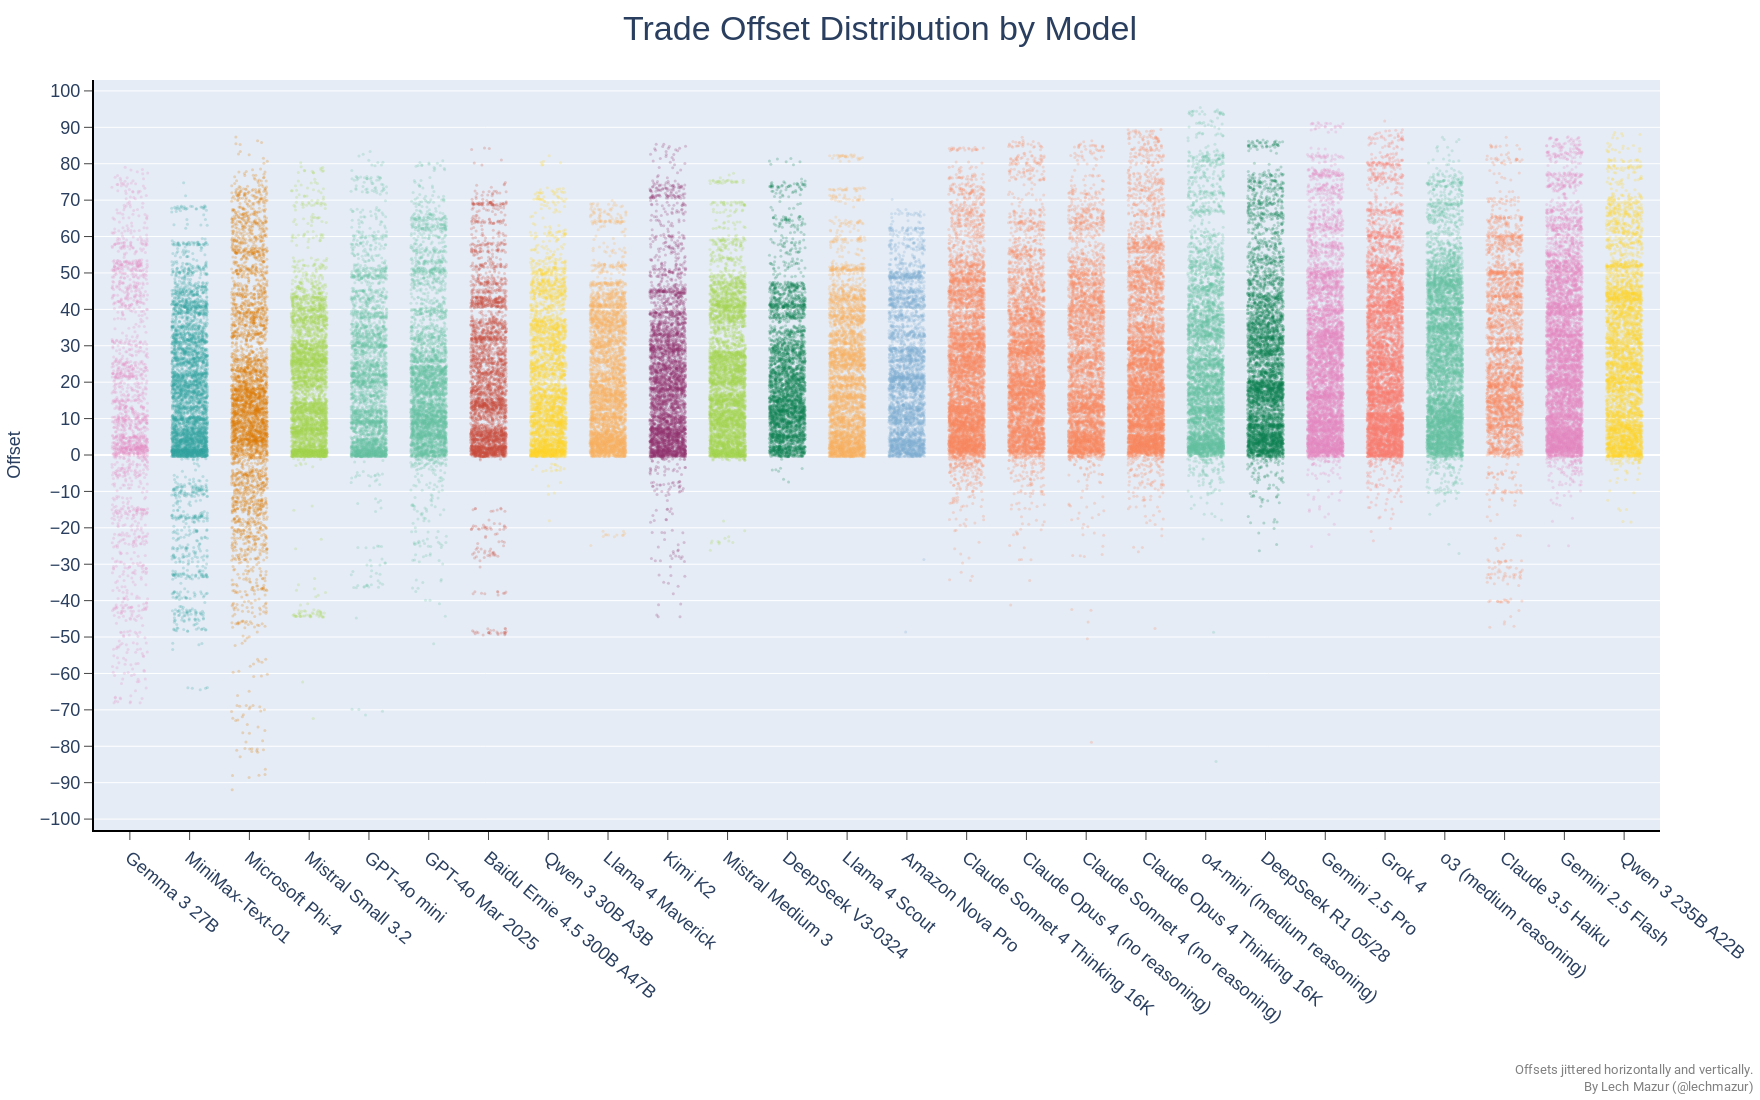 Trade Offset Distribution by Model
100
90
80
70
60
50
40
30
20
10
0
−10
−20
−30
−40
−50
−60
−70
−80
−90
−100
Offset
Gemma 3 27B
MiniMax-Text-01
Microsoft Phi-4
Mistral Small 3.2
GPT-4o mini
GPT-4o Mar 2025
Baidu Ernie 4.5 300B A47B
Qwen 3 30B A3B
Llama 4 Maverick
Kimi K2
Mistral Medium 3
DeepSeek V3-0324
Llama 4 Scout
Amazon Nova Pro
Claude Sonnet 4 Thinking 16K
Claude Opus 4 (no reasoning)
Claude Sonnet 4 (no reasoning)
Claude Opus 4 Thinking 16K
o4-mini (medium reasoning)
DeepSeek R1 05/28
Gemini 2.5 Pro
Grok 4
o3 (medium reasoning)
Claude 3.5 Haiku
Gemini 2.5 Flash
Qwen 3 235B A22B
Offsets jittered horizontally and vertically.
By Lech Mazur (@lechmazur)